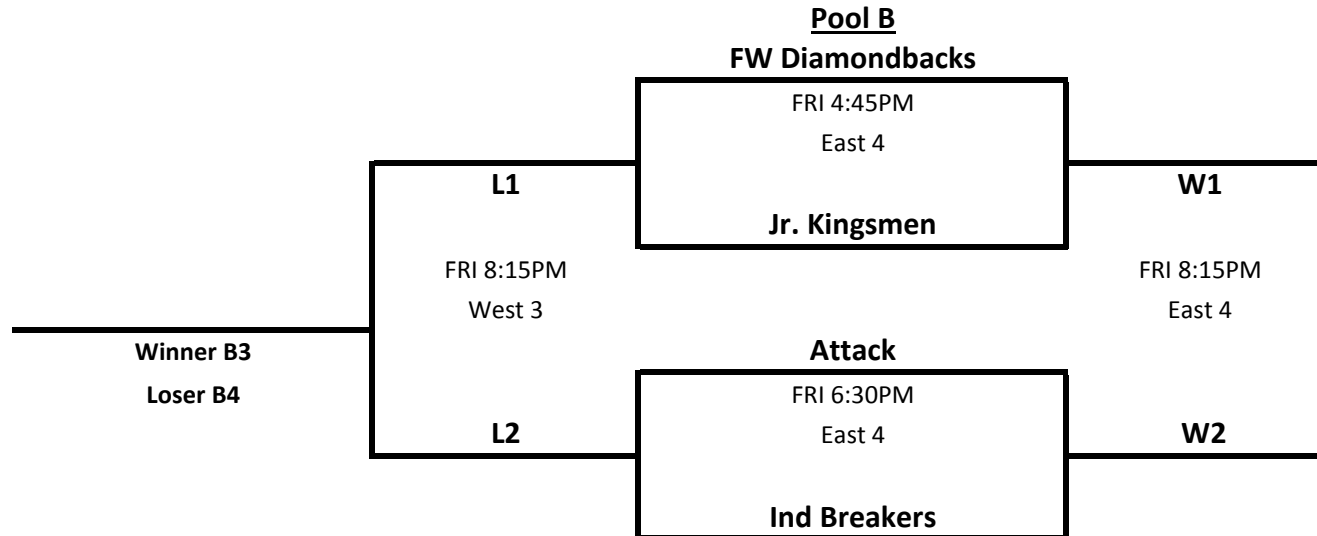 Pool B
FW Diamondbacks
FRI 4:45PM
East 4
L1
W1
Jr. Kingsmen
FRI 8:15PM
FRI 8:15PM
West 3
East 4
Winner B3
Attack
Loser B4
FRI 6:30PM
L2
East 4
W2
Ind Breakers